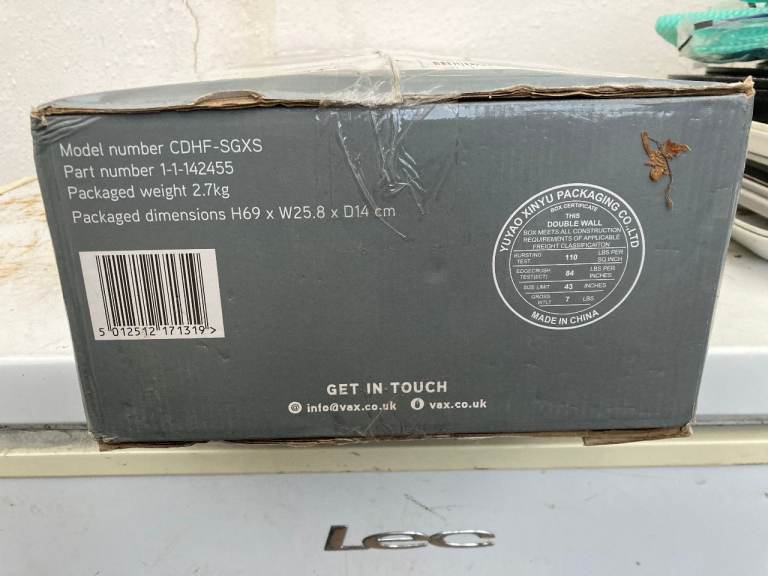 Model number CDHF-SGXS
Part number 1-1-142455
Packaged weight 2.7kg
Packaged dimensions H69 x W25.8 x D14 cm
5 012512 171319>
YUYAO XINYU PACKAGING CO.,LTD
BOX CERTIFICATE
THIS
DOUBLE WALL
BOX MEETS ALL CONSTRUCTION
REQUIREMENTS OF APPLICABLE
FREIGHT CLASSIFICAITON
BURSTING TEST 110 LBS PER SQ INCH
EDGECRUSH TEST(ECT) 84 LBS PER INCHES
SIZE LIMIT 43 INCHES
GROSS WT.LT 7 LBS
MADE IN CHINA
GET IN TOUCH
info@vax.co.uk vax.co.uk
Lec